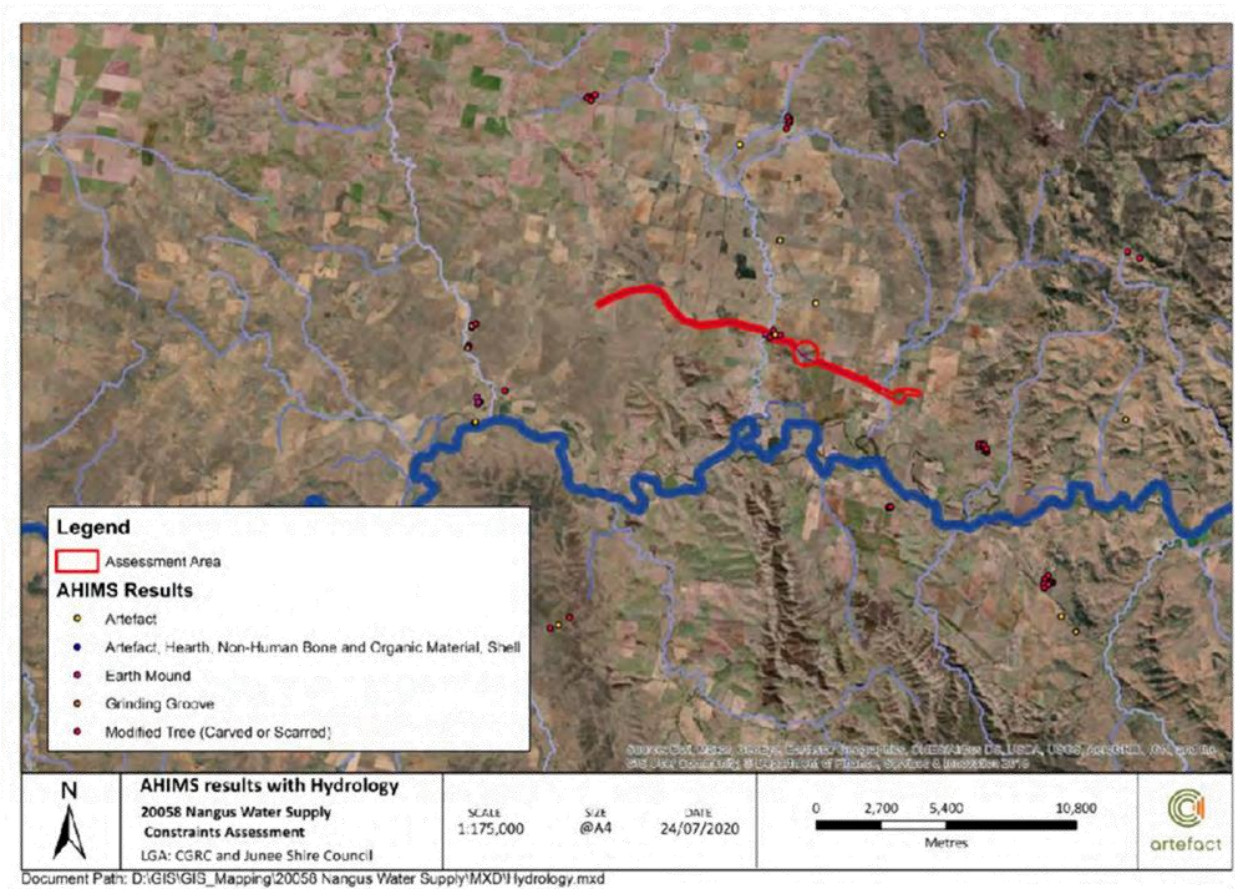 Legend
Assessment Area
AHIMS Results
Artefact
Artefact, Hearth, Non-Human Bone and Organic Material, Shell
Earth Mound
Grinding Groove
Modified Tree (Carved or Scarred)
N
AHIMS results with Hydrology
20058 Nangus Water Supply
Constraints Assessment
LGA: CGRC and Junee Shire Council
SCALE
1:175,000
SIZE
@A4
DATE
24/07/2020
0 2,700 5,400 10,800
Metres
artefact
Document Path: D:\GIS\GIS_Mapping\20058 Nangus Water Supply\MXD\Hydrology.mxd